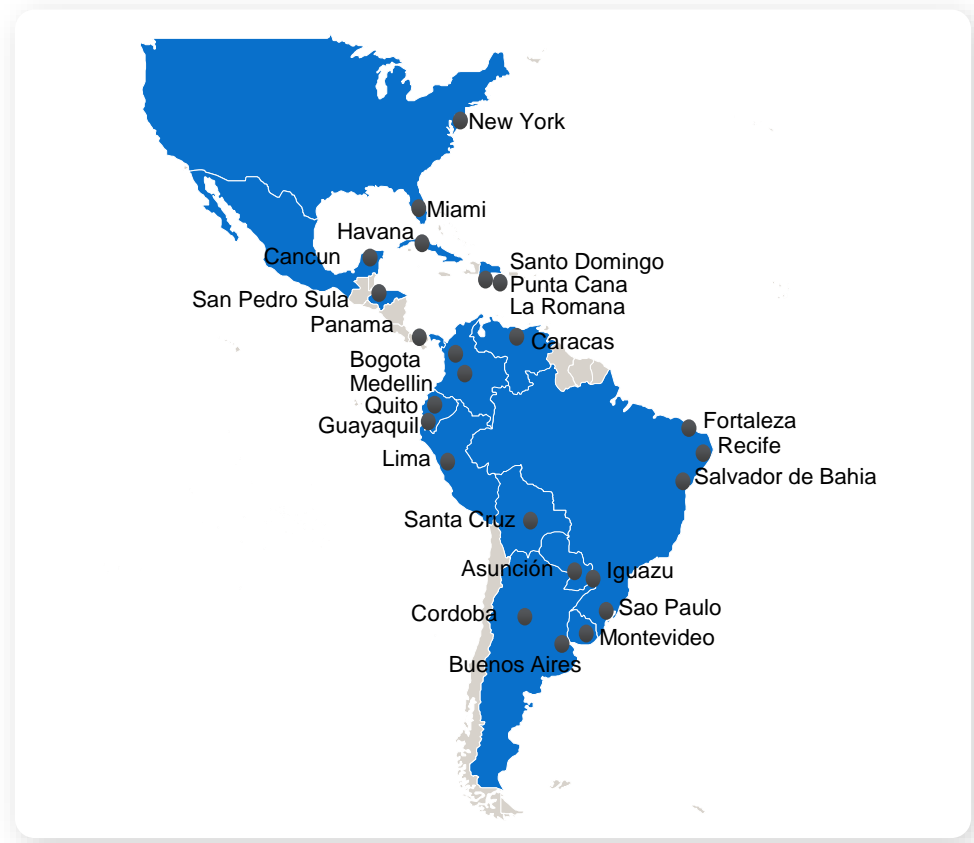 New York
Miami
Havana
Cancun
Santo Domingo
Punta Cana
San Pedro Sula
La Romana
Panama
Caracas
Bogota
Medellin
Quito
Guayaquil
Fortaleza
Recife
Lima
Salvador de Bahia
Santa Cruz
Asunción
Iguazu
Cordoba
Sao Paulo
Montevideo
Buenos Aires